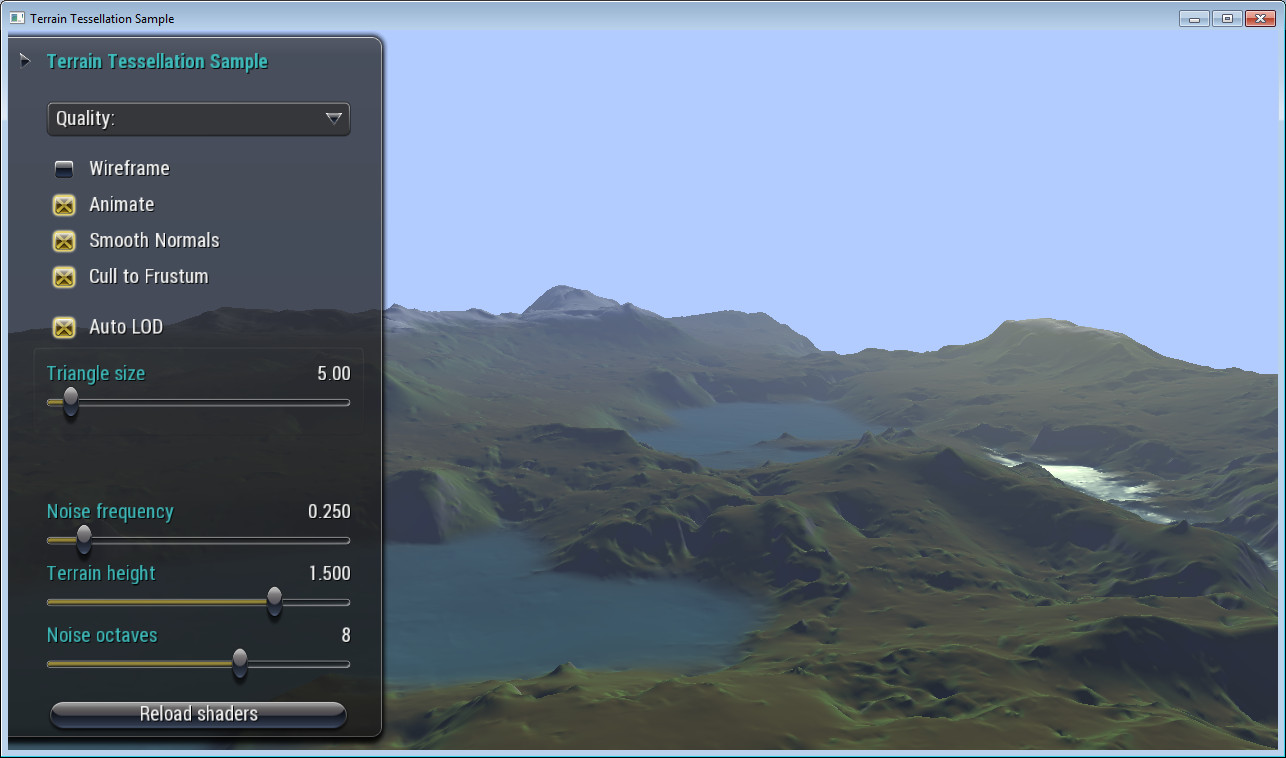 Terrain Tessellation Sample
Terrain Tessellation Sample
Quality:
Wireframe
Animate
Smooth Normals
Cull to Frustum
Auto LOD
Triangle size 5.00
Noise frequency 0.250
Terrain height 1.500
Noise octaves 8
Reload shaders